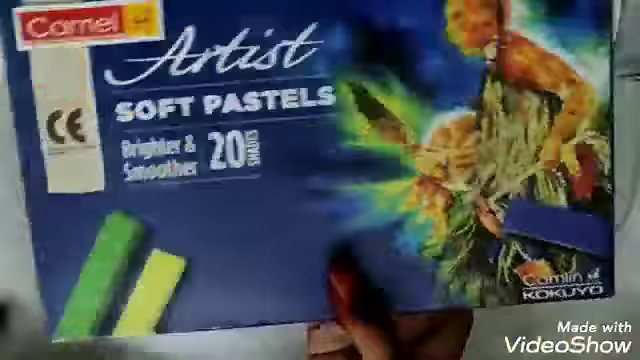 Camel
Artist
CE
SOFT PASTELS
Brighter &
Smoother
20
SHADES
Camlin
KOKUYO
Made with
VideoShow